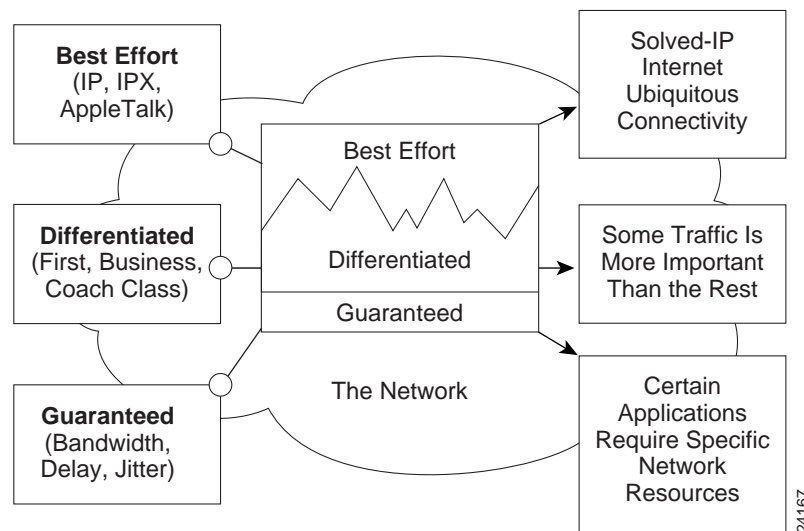 Best Effort
(IP, IPX,
AppleTalk)
Differentiated
(First, Business,
Coach Class)
Guaranteed
(Bandwidth,
Delay, Jitter)
Best Effort
Differentiated
Guaranteed
The Network
Solved-IP
Internet
Ubiquitous
Connectivity
Some Traffic Is
More Important
Than the Rest
Certain
Applications
Require Specific
Network
Resources
24167